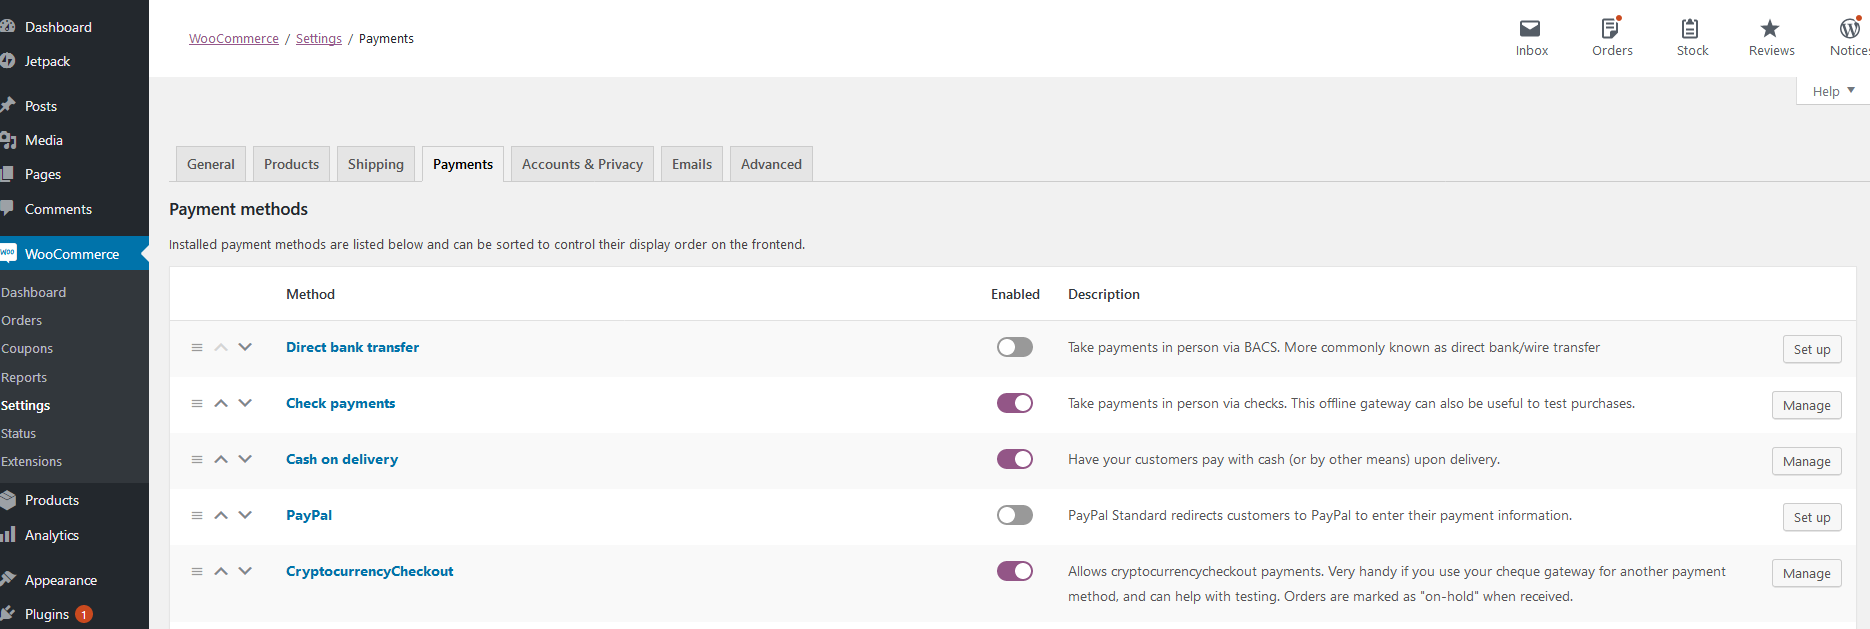 Dashboard
Jetpack
Posts
Media
Pages
Comments
WooCommerce
Dashboard
Orders
Coupons
Reports
Settings
Status
Extensions
Products
Analytics
Appearance
Plugins 1
WooCommerce / Settings / Payments
Inbox
Orders
Stock
Reviews
Notices
Help
General
Products
Shipping
Payments
Accounts & Privacy
Emails
Advanced
Payment methods
Installed payment methods are listed below and can be sorted to control their display order on the frontend.
Method Enabled Description
Direct bank transfer Take payments in person via BACS. More commonly known as direct bank/wire transfer Set up
Check payments Take payments in person via checks. This offline gateway can also be useful to test purchases. Manage
Cash on delivery Have your customers pay with cash (or by other means) upon delivery. Manage
PayPal PayPal Standard redirects customers to PayPal to enter their payment information. Set up
CryptocurrencyCheckout Allows cryptocurrencycheckout payments. Very handy if you use your cheque gateway for another payment Manage
method, and can help with testing. Orders are marked as "on-hold" when received.